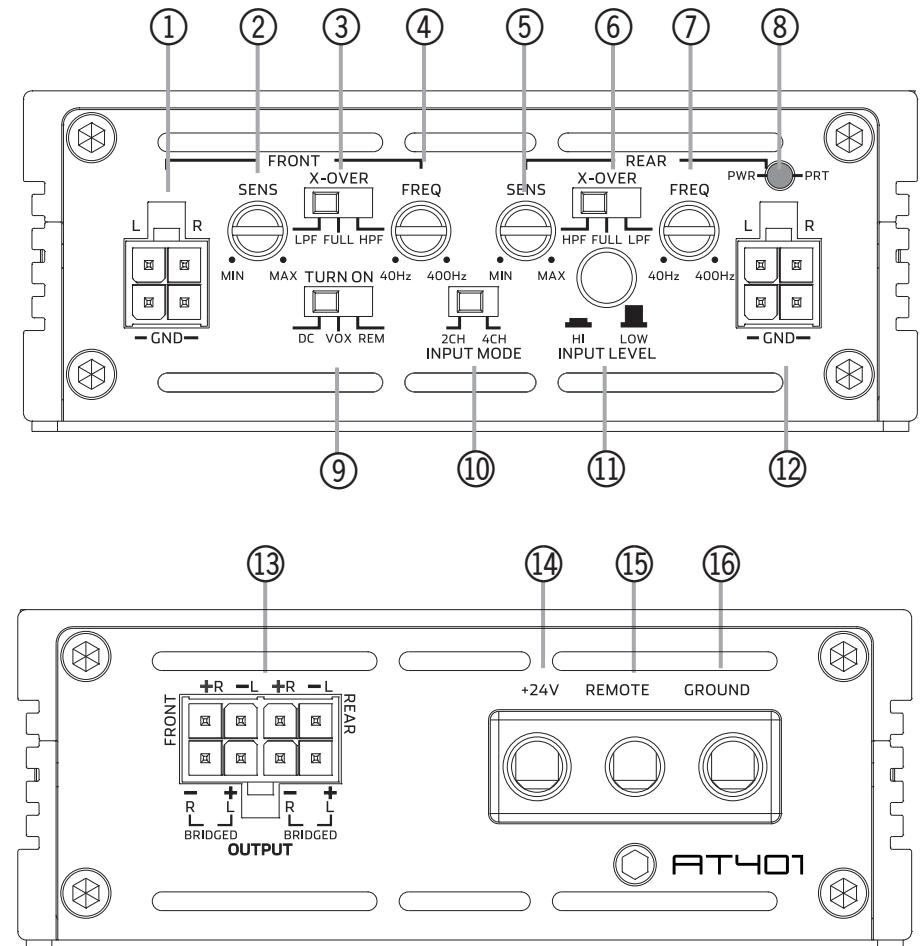 ① ② ③ ④ ⑤ ⑥ ⑦ ⑧
FRONT REAR
X-OVER X-OVER
PWR PRT
SENS FREQ SENS FREQ
L R L R
LPF FULL HPF HPF FULL LPF
MIN MAX 40Hz 400Hz MIN MAX 40Hz 400Hz
TURN ON
DC VOX REM 2CH 4CH HI LOW
GND GND
INPUT MODE INPUT LEVEL
⑨ ⑩ ⑪ ⑫
⑬ ⑭ ⑮ ⑯
+R −L +R −L
+24V REMOTE GROUND
FRONT REAR
− + − +
R L R L
BRIDGED BRIDGED
OUTPUT
AT401